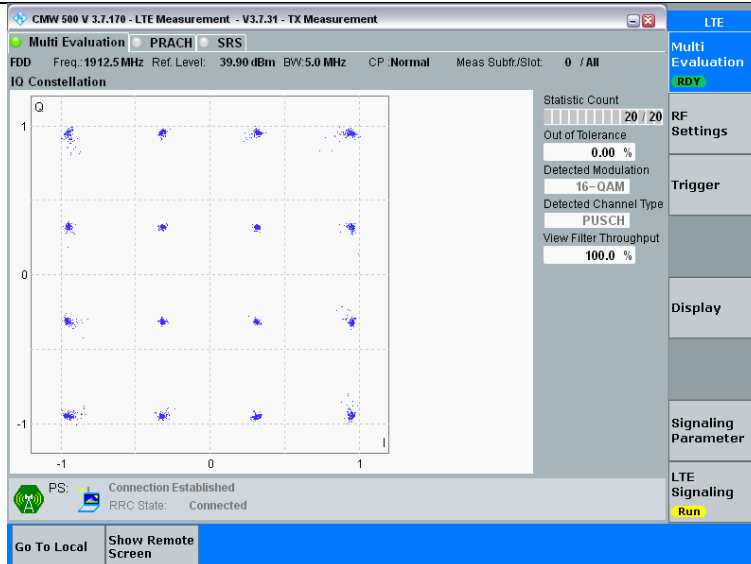 CMW 500 V 3.7.170 - LTE Measurement - V3.7.31 - TX Measurement
LTE
Multi Evaluation PRACH SRS
FDD Freq.:1912.5 MHz Ref. Level: 39.90 dBm BW:5.0 MHz CP :Normal Meas Subfr./Slot: 0 / All
IQ Constellation
Q
1
0
-1
-1 0 1
I
Statistic Count
20 / 20
Out of Tolerance
0.00 %
Detected Modulation
16-QAM
Detected Channel Type
PUSCH
View Filter Throughput
100.0 %
Multi
Evaluation
RDY
RF
Settings
Trigger
Display
Signaling
Parameter
LTE
Signaling
Run
PS: Connection Established
RRC State: Connected
Go To Local
Show Remote
Screen